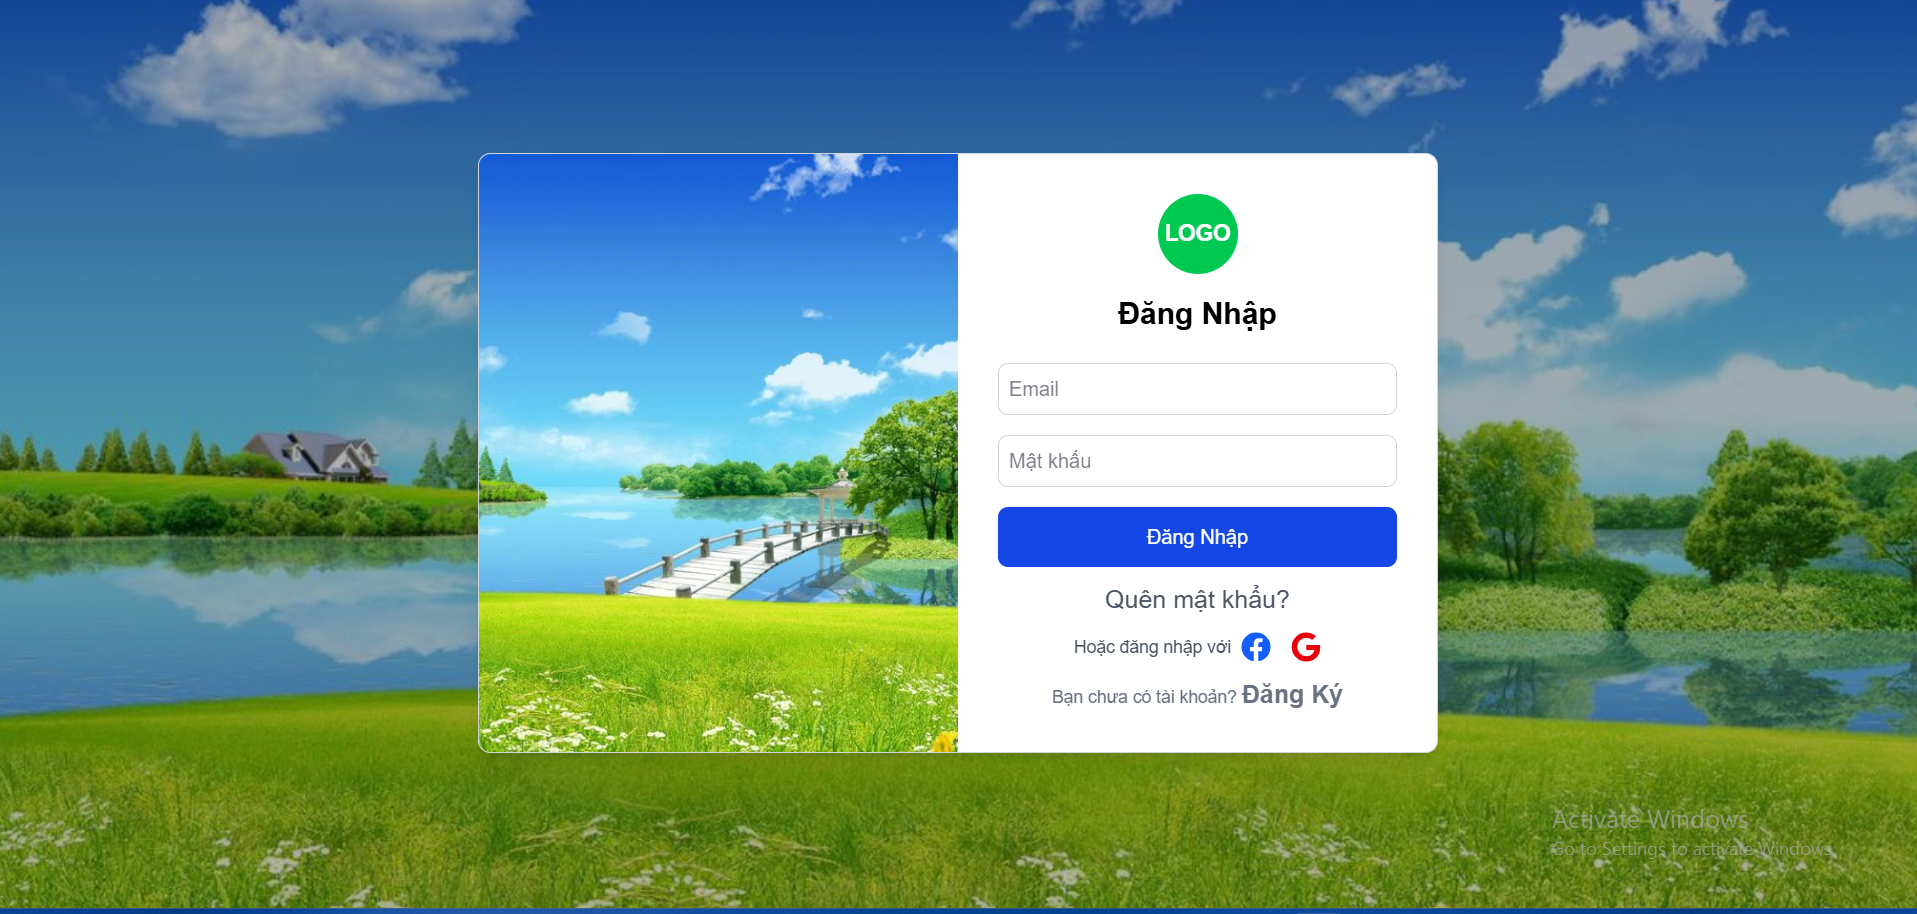 LOGO
Đăng Nhập
Email
Mật khẩu
Đăng Nhập
Quên mật khẩu?
Hoặc đăng nhập với
Bạn chưa có tài khoản? Đăng Ký
Activate Windows
Go to Settings to activate Windows.